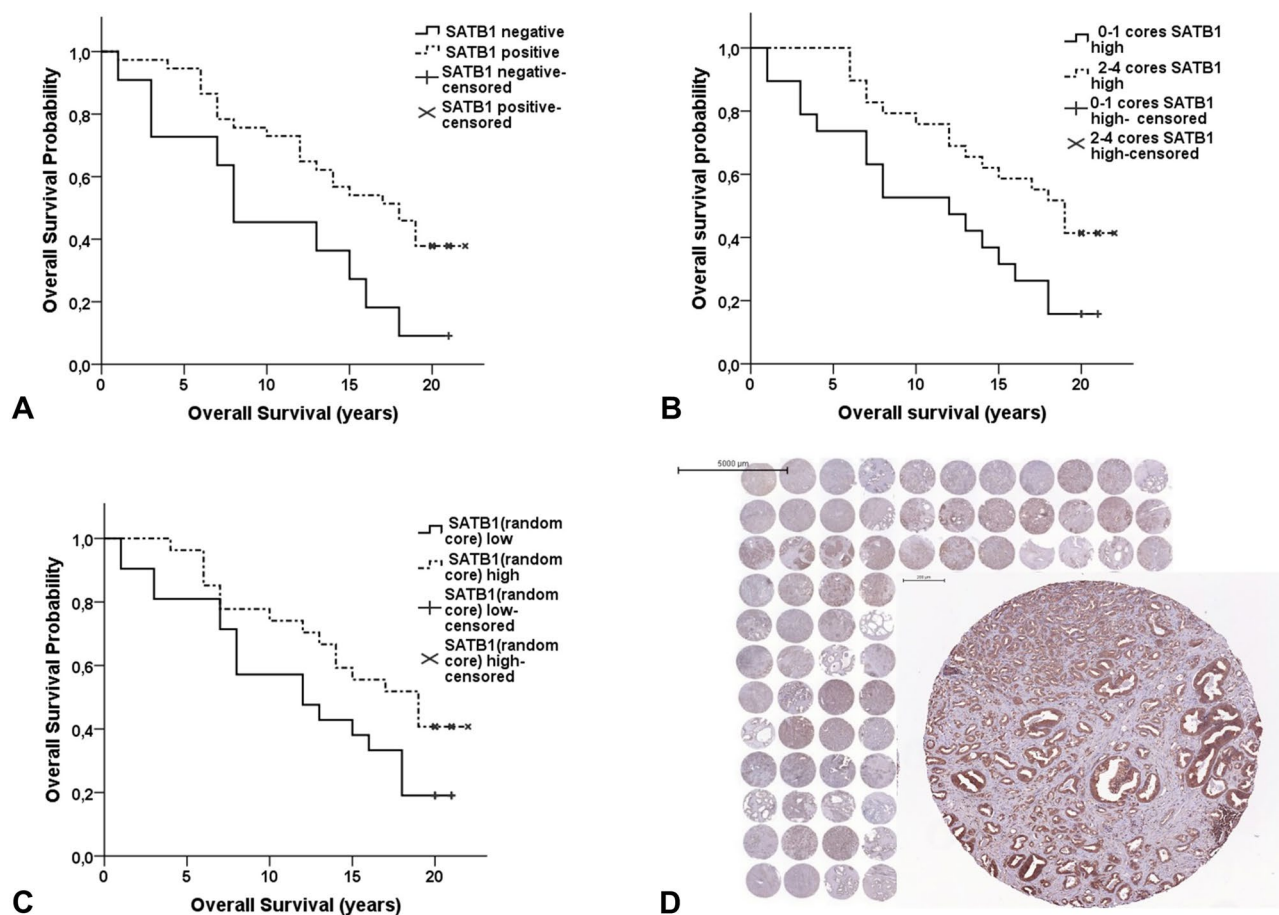 SATB1 negative
SATB1 positive
SATB1 negative-
censored
SATB1 positive-
censored
Overall Survival Probability
1,0
0,8
0,6
0,4
0,2
0,0
0 5 10 15 20
Overall Survival (years)
A
0-1 cores SATB1
high
2-4 cores SATB1
high
0-1 cores SATB1
high- censored
2-4 cores SATB1
high-censored
Overall survival probability
1,0
0,8
0,6
0,4
0,2
0,0
0 5 10 15 20
Overall survival (years)
B
SATB1(random
core) low
SATB1(random
core) high
SATB1(random
core) low-
censored
SATB1(random
core) high-
censored
Overall Survival Probability
1,0
0,8
0,6
0,4
0,2
0,0
0 5 10 15 20
Overall Survival (years)
C
5000 µm
200 µm
D